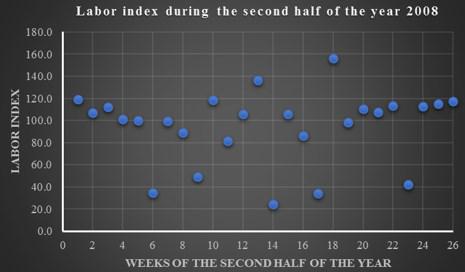 Labor index during the second half of the year 2008
180.0
160.0
140.0
120.0
100.0
80.0
60.0
40.0
20.0
0.0
LABOR INDEX
0 2 4 6 8 10 12 14 16 18 20 22 24 26
WEEKS OF THE SECOND HALF OF THE YEAR